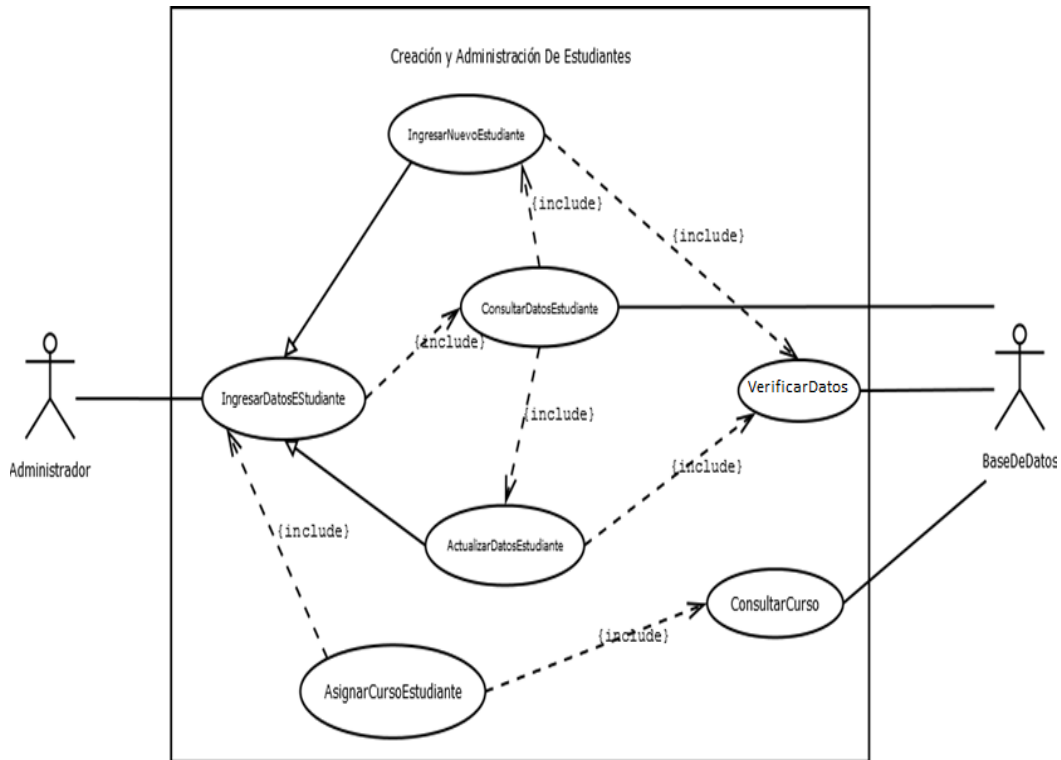 Creación y Administración De Estudiantes
IngresarNuevoEstudiante
{include}
{include}
ConsultarDatosEstudiante
{include}
VerificarDatos
IngresarDatosEStudiante
{include}
Administrador
BaseDeDatos
{include}
{include}
ActualizarDatosEstudiante
ConsultarCurso
{include}
AsignarCursoEstudiante